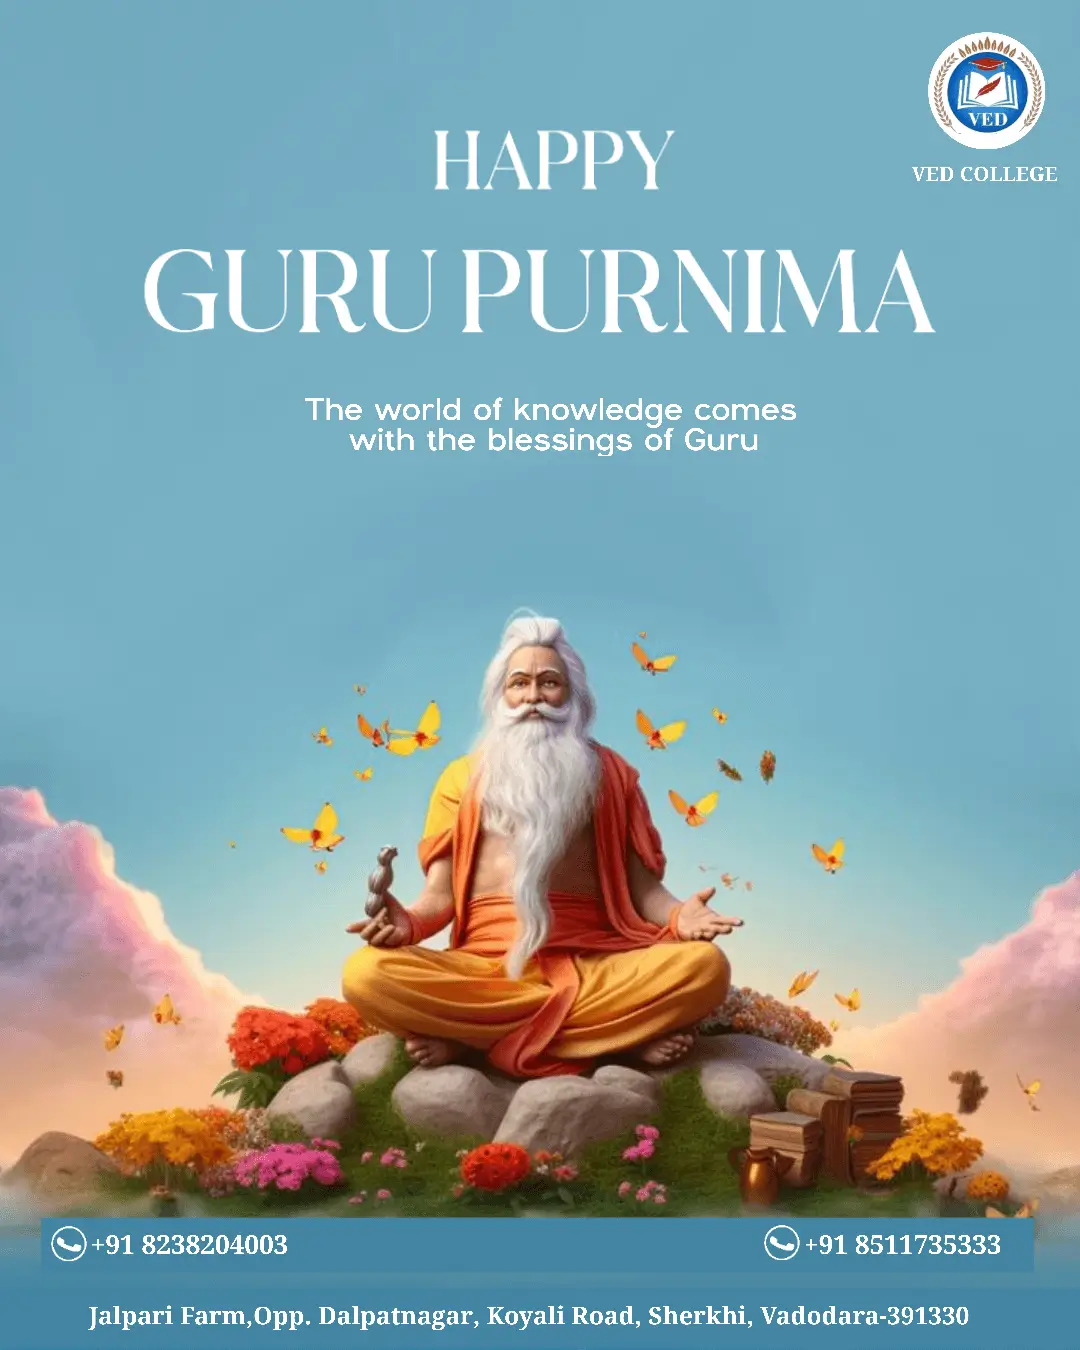 VED
VED COLLEGE
HAPPY
GURU PURNIMA
The world of knowledge comes
with the blessings of Guru
+91 8238204003
+91 8511735333
Jalpari Farm,Opp. Dalpatnagar, Koyali Road, Sherkhi, Vadodara-391330